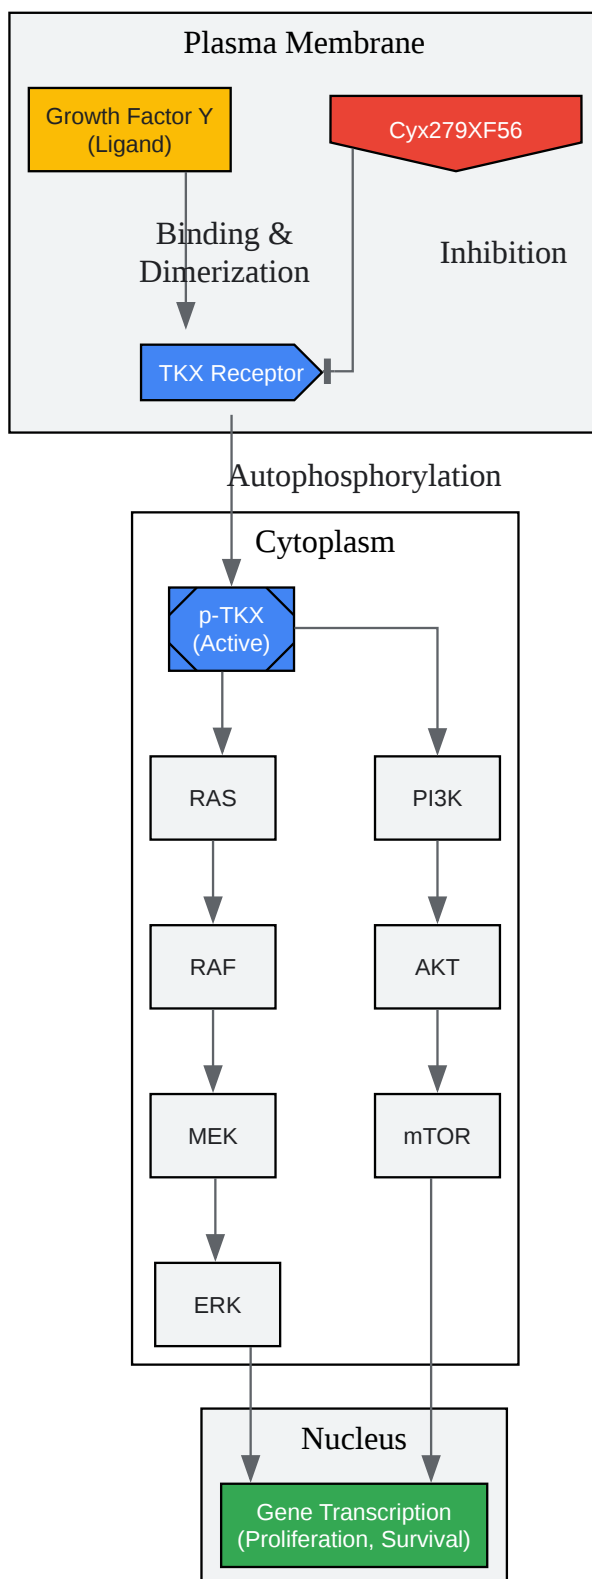 Plasma Membrane
Growth Factor Y
(Ligand)
Cyx279XF56
Binding &
Dimerization
Inhibition
TKX Receptor
Autophosphorylation
Cytoplasm
p-TKX
(Active)
RAS
PI3K
RAF
AKT
MEK
mTOR
ERK
Nucleus
Gene Transcription
(Proliferation, Survival)